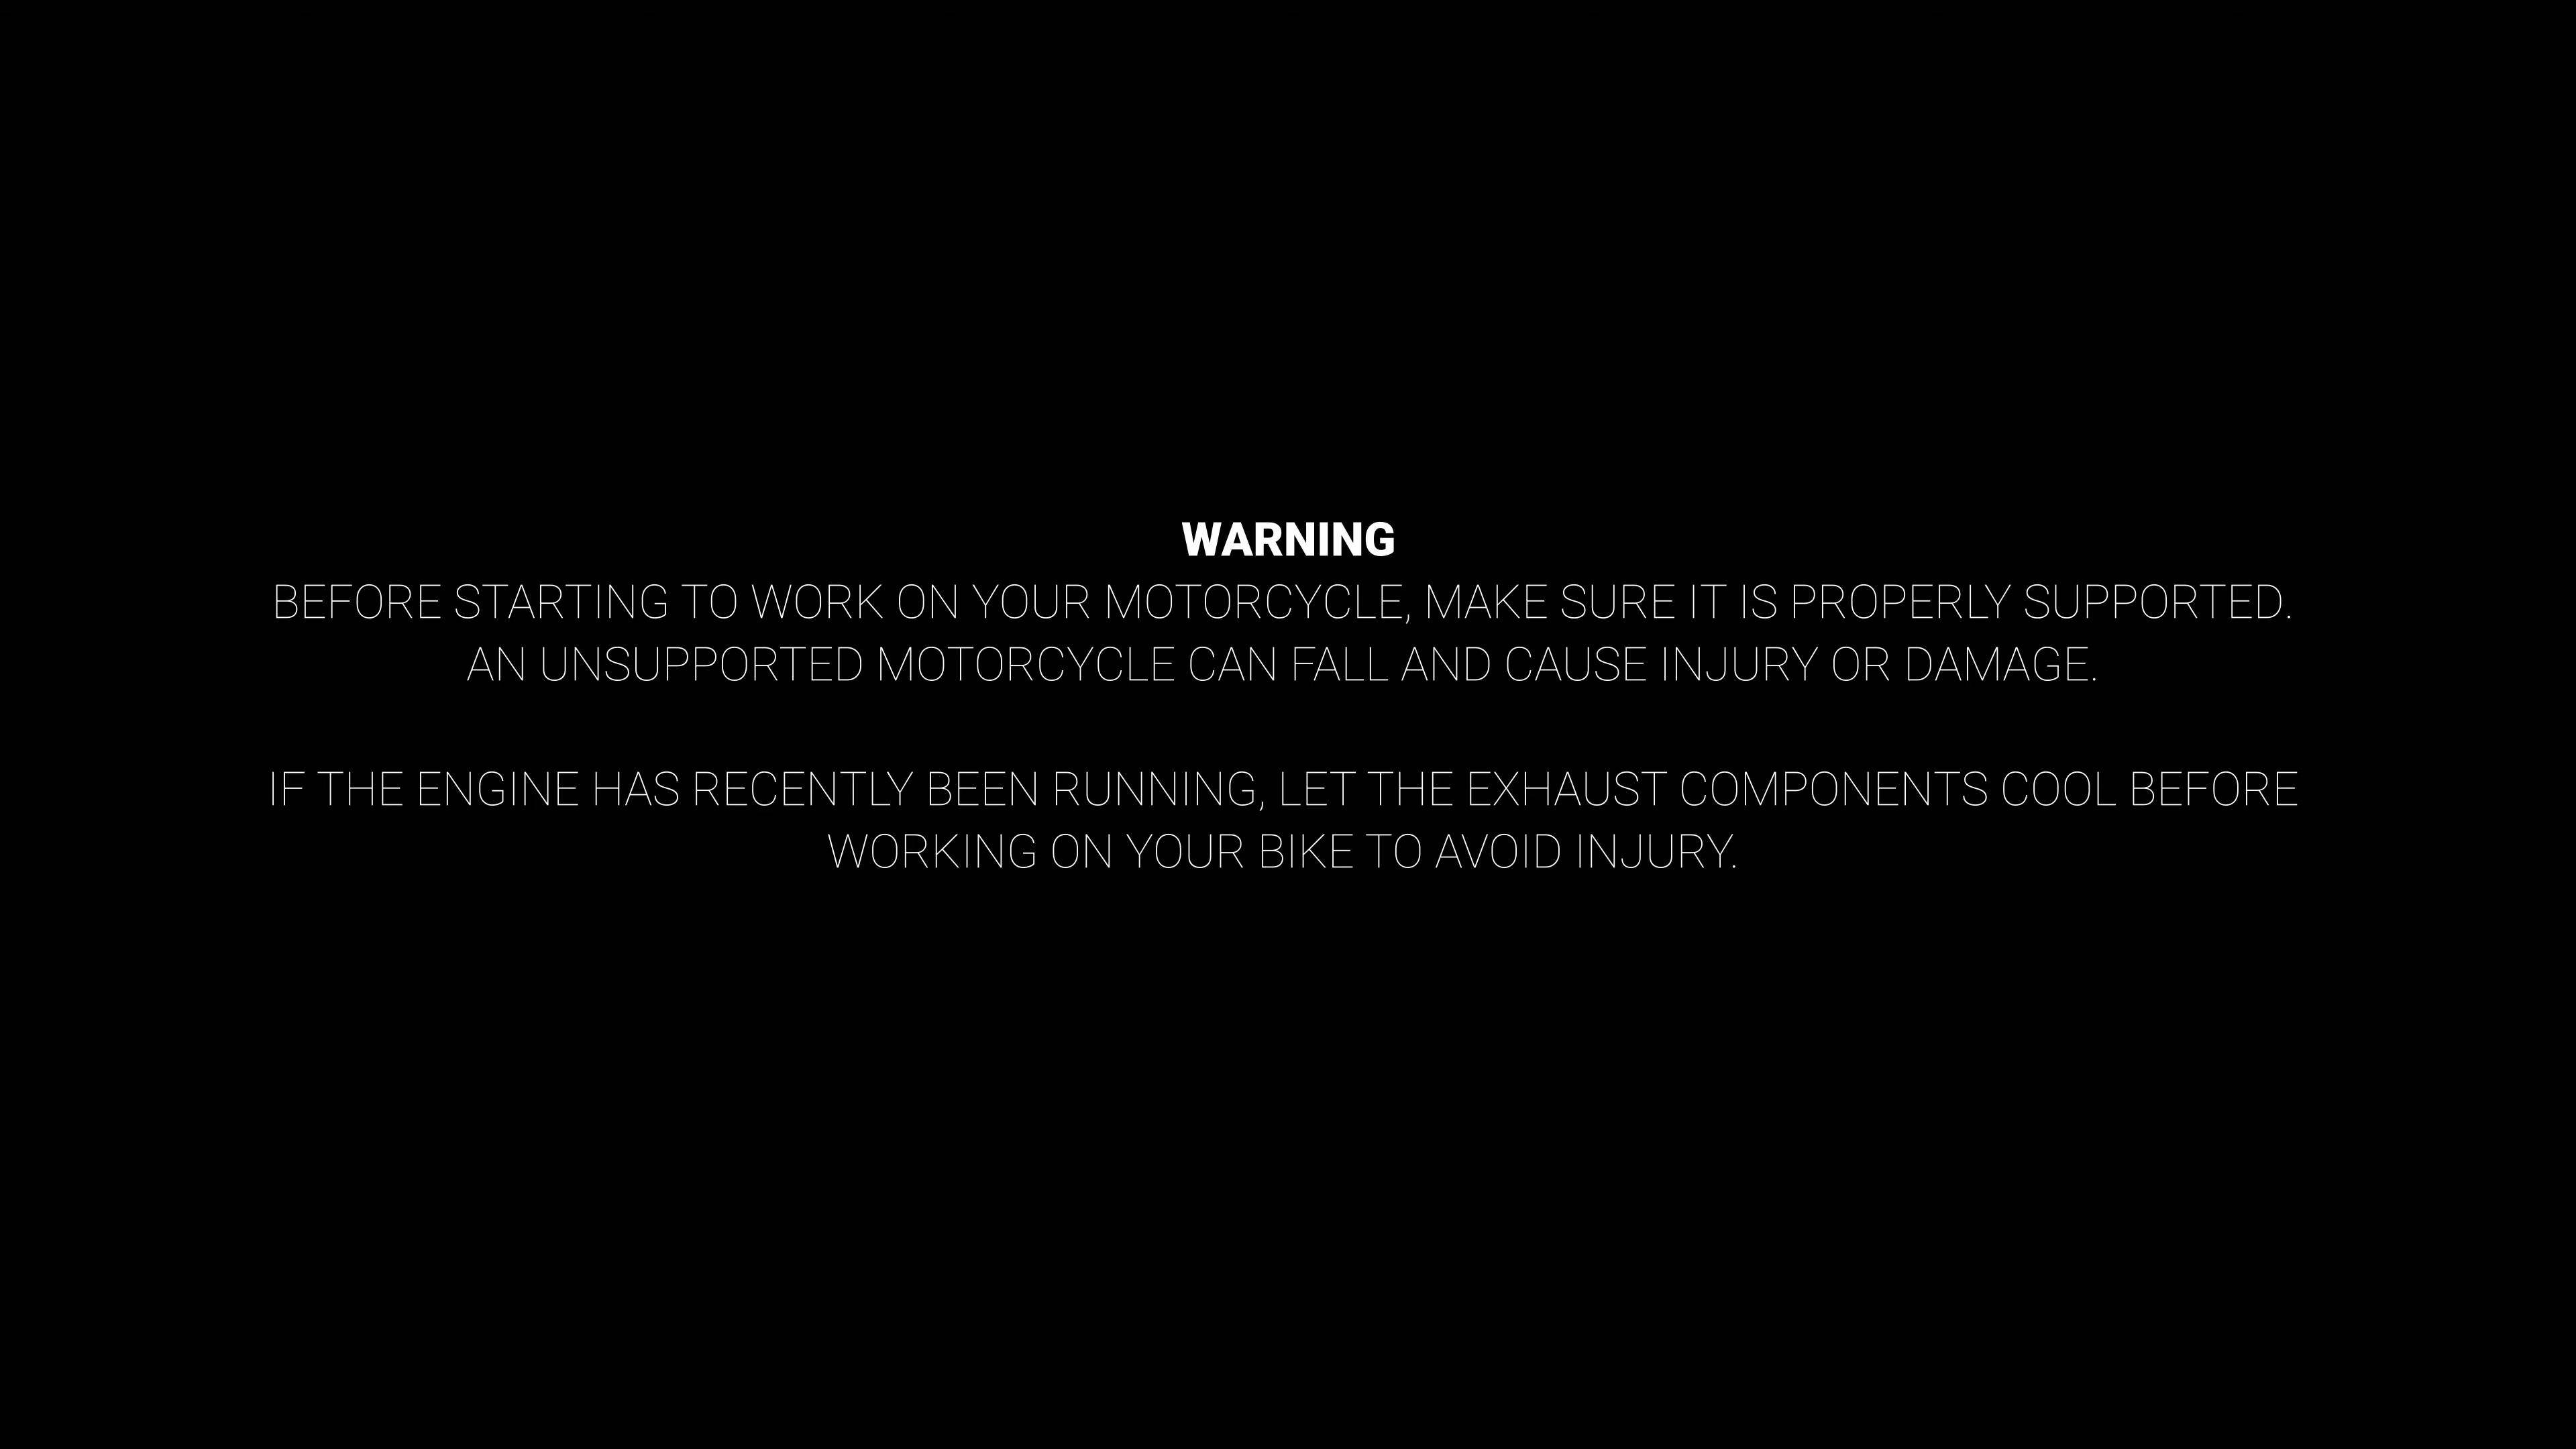 WARNING
BEFORE STARTING TO WORK ON YOUR MOTORCYCLE, MAKE SURE IT IS PROPERLY SUPPORTED.
AN UNSUPPORTED MOTORCYCLE CAN FALL AND CAUSE INJURY OR DAMAGE.
IF THE ENGINE HAS RECENTLY BEEN RUNNING, LET THE EXHAUST COMPONENTS COOL BEFORE
WORKING ON YOUR BIKE TO AVOID INJURY.